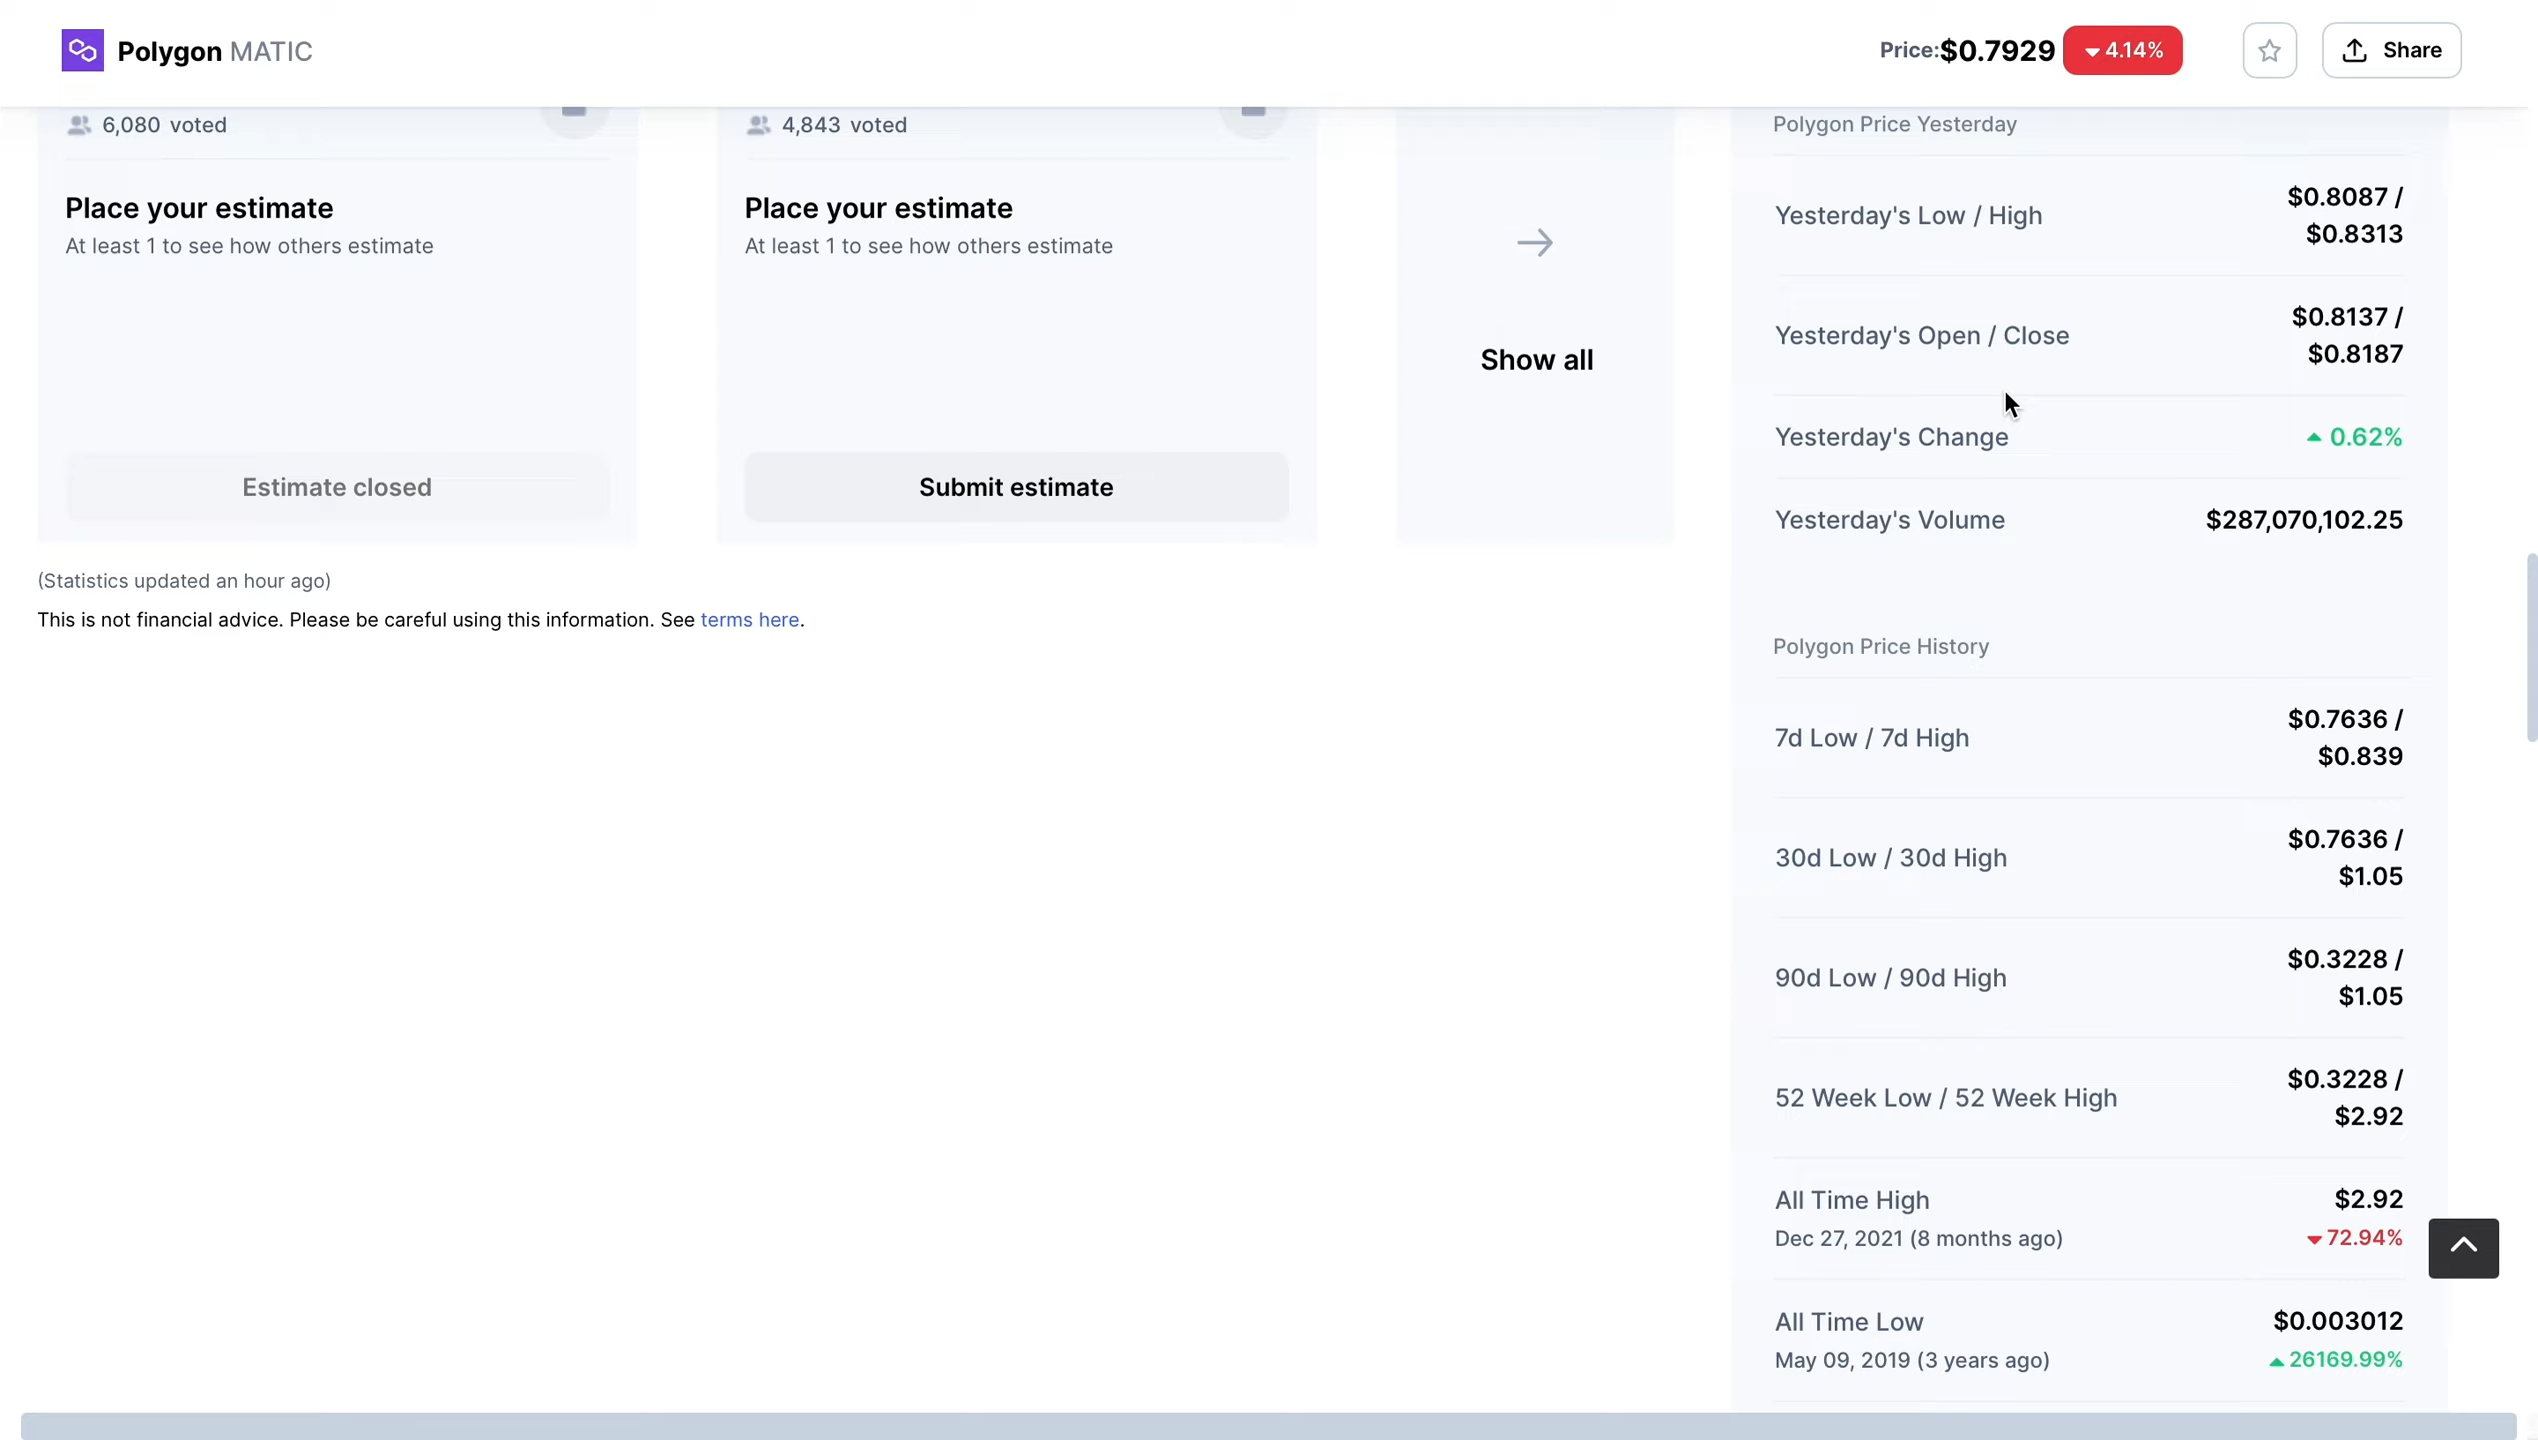 Polygon MATIC
Price:$0.7929 4.14%
Share
6,080 voted
Place your estimate
At least 1 to see how others estimate
Estimate closed
4,843 voted
Place your estimate
At least 1 to see how others estimate
Submit estimate
Show all
(Statistics updated an hour ago)
This is not financial advice. Please be careful using this information. See terms here.
Polygon Price Yesterday
Yesterday's Low / High
$0.8087 /
$0.8313
Yesterday's Open / Close
$0.8137 /
$0.8187
Yesterday's Change
0.62%
Yesterday's Volume
$287,070,102.25
Polygon Price History
7d Low / 7d High
$0.7636 /
$0.839
30d Low / 30d High
$0.7636 /
$1.05
90d Low / 90d High
$0.3228 /
$1.05
52 Week Low / 52 Week High
$0.3228 /
$2.92
All Time High
$2.92
Dec 27, 2021 (8 months ago)
72.94%
All Time Low
$0.003012
May 09, 2019 (3 years ago)
26169.99%